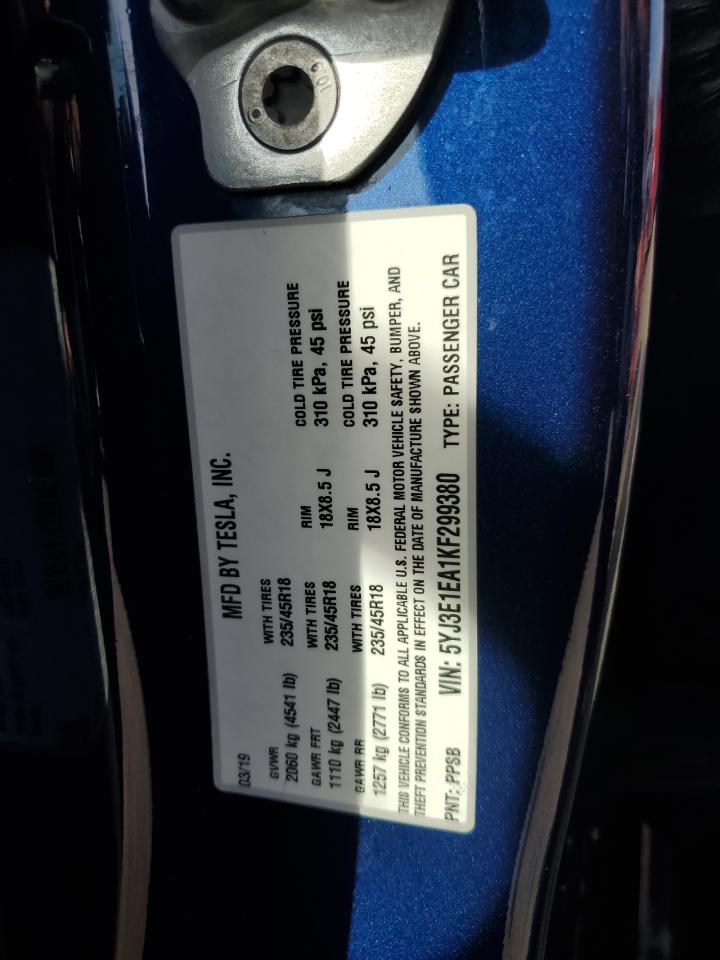 03/19 MFD BY TESLA, INC.
GVWR WITH TIRES
2060 kg (4541 lb) 235/45R18
GAWR FRT WITH TIRES RIM COLD TIRE PRESSURE
1110 kg (2447 lb) 235/45R18 18X8.5 J 310 kPa, 45 psi
GAWR RR WITH TIRES RIM COLD TIRE PRESSURE
1257 kg (2771 lb) 235/45R18 18X8.5 J 310 kPa, 45 psi
THIS VEHICLE CONFORMS TO ALL APPLICABLE U.S. FEDERAL MOTOR VEHICLE SAFETY, BUMPER, AND
THEFT PREVENTION STANDARDS IN EFFECT ON THE DATE OF MANUFACTURE SHOWN ABOVE.
PNT: PPSB VIN: 5YJ3E1EA1KF299380 TYPE: PASSENGER CAR
10.9